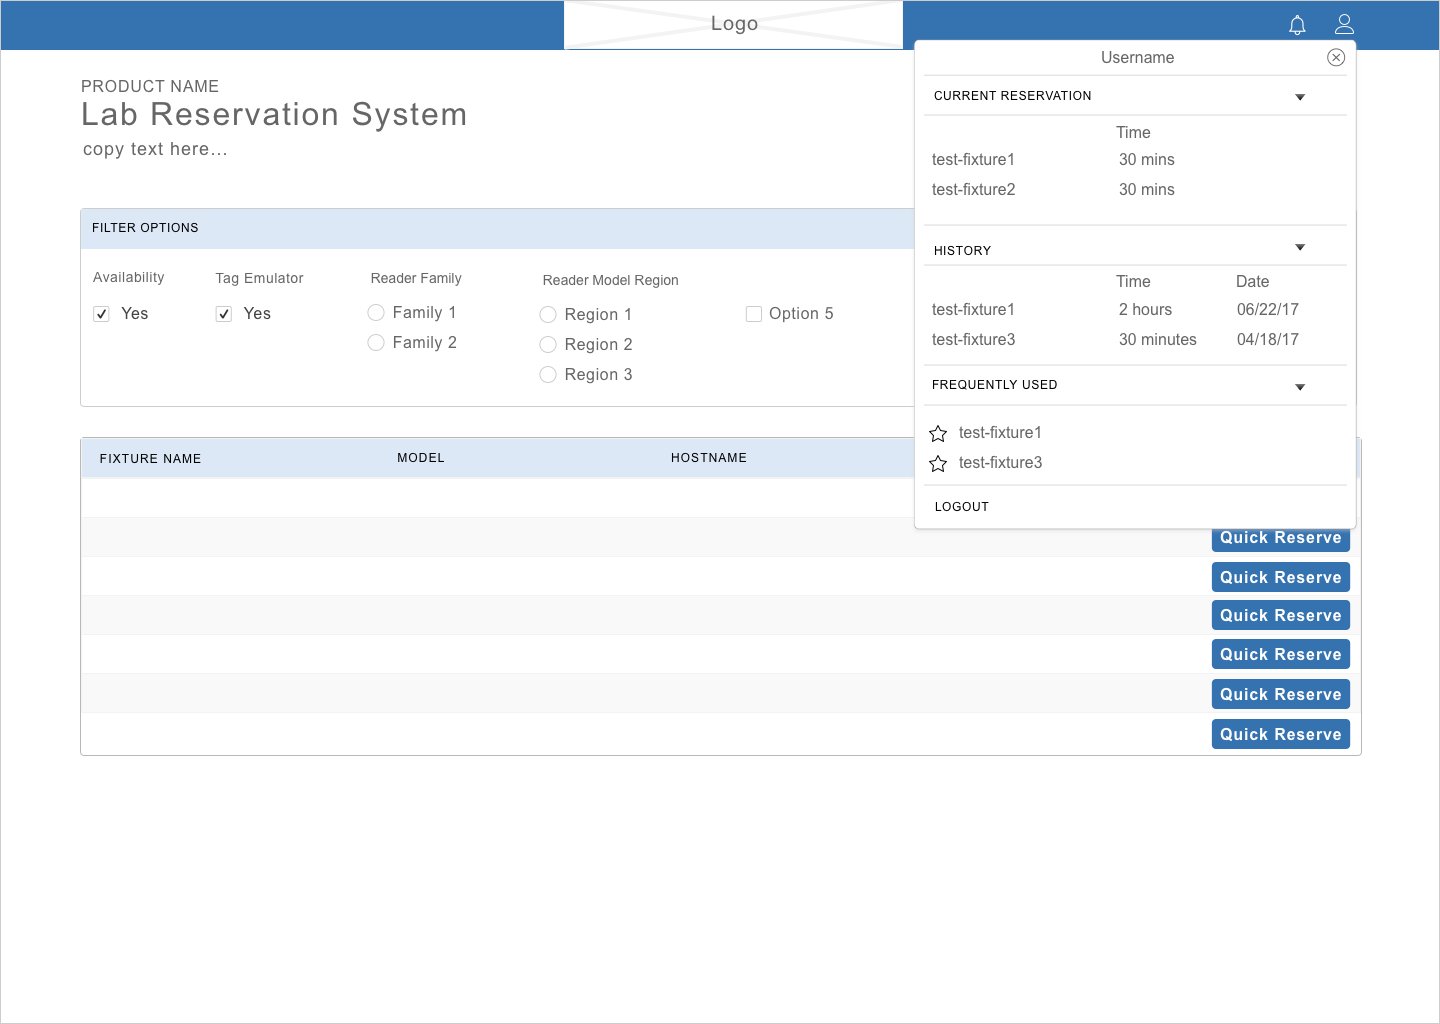 Logo
PRODUCT NAME
Lab Reservation System
copy text here...
Username
CURRENT RESERVATION
Time
test-fixture1 30 mins
test-fixture2 30 mins
HISTORY
Time Date
test-fixture1 2 hours 06/22/17
test-fixture3 30 minutes 04/18/17
FREQUENTLY USED
test-fixture1
test-fixture3
LOGOUT
FILTER OPTIONS
Availability Tag Emulator Reader Family Reader Model Region
Yes Yes Family 1 Region 1 Option 5
Family 2 Region 2
Region 3
FIXTURE NAME MODEL HOSTNAME
Quick Reserve
Quick Reserve
Quick Reserve
Quick Reserve
Quick Reserve
Quick Reserve